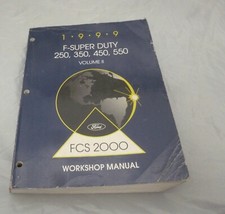 1·9·9·9
F-SUPER DUTY
250, 350, 450, 550
VOLUME II
Ford
FCS 2000
WORKSHOP MANUAL